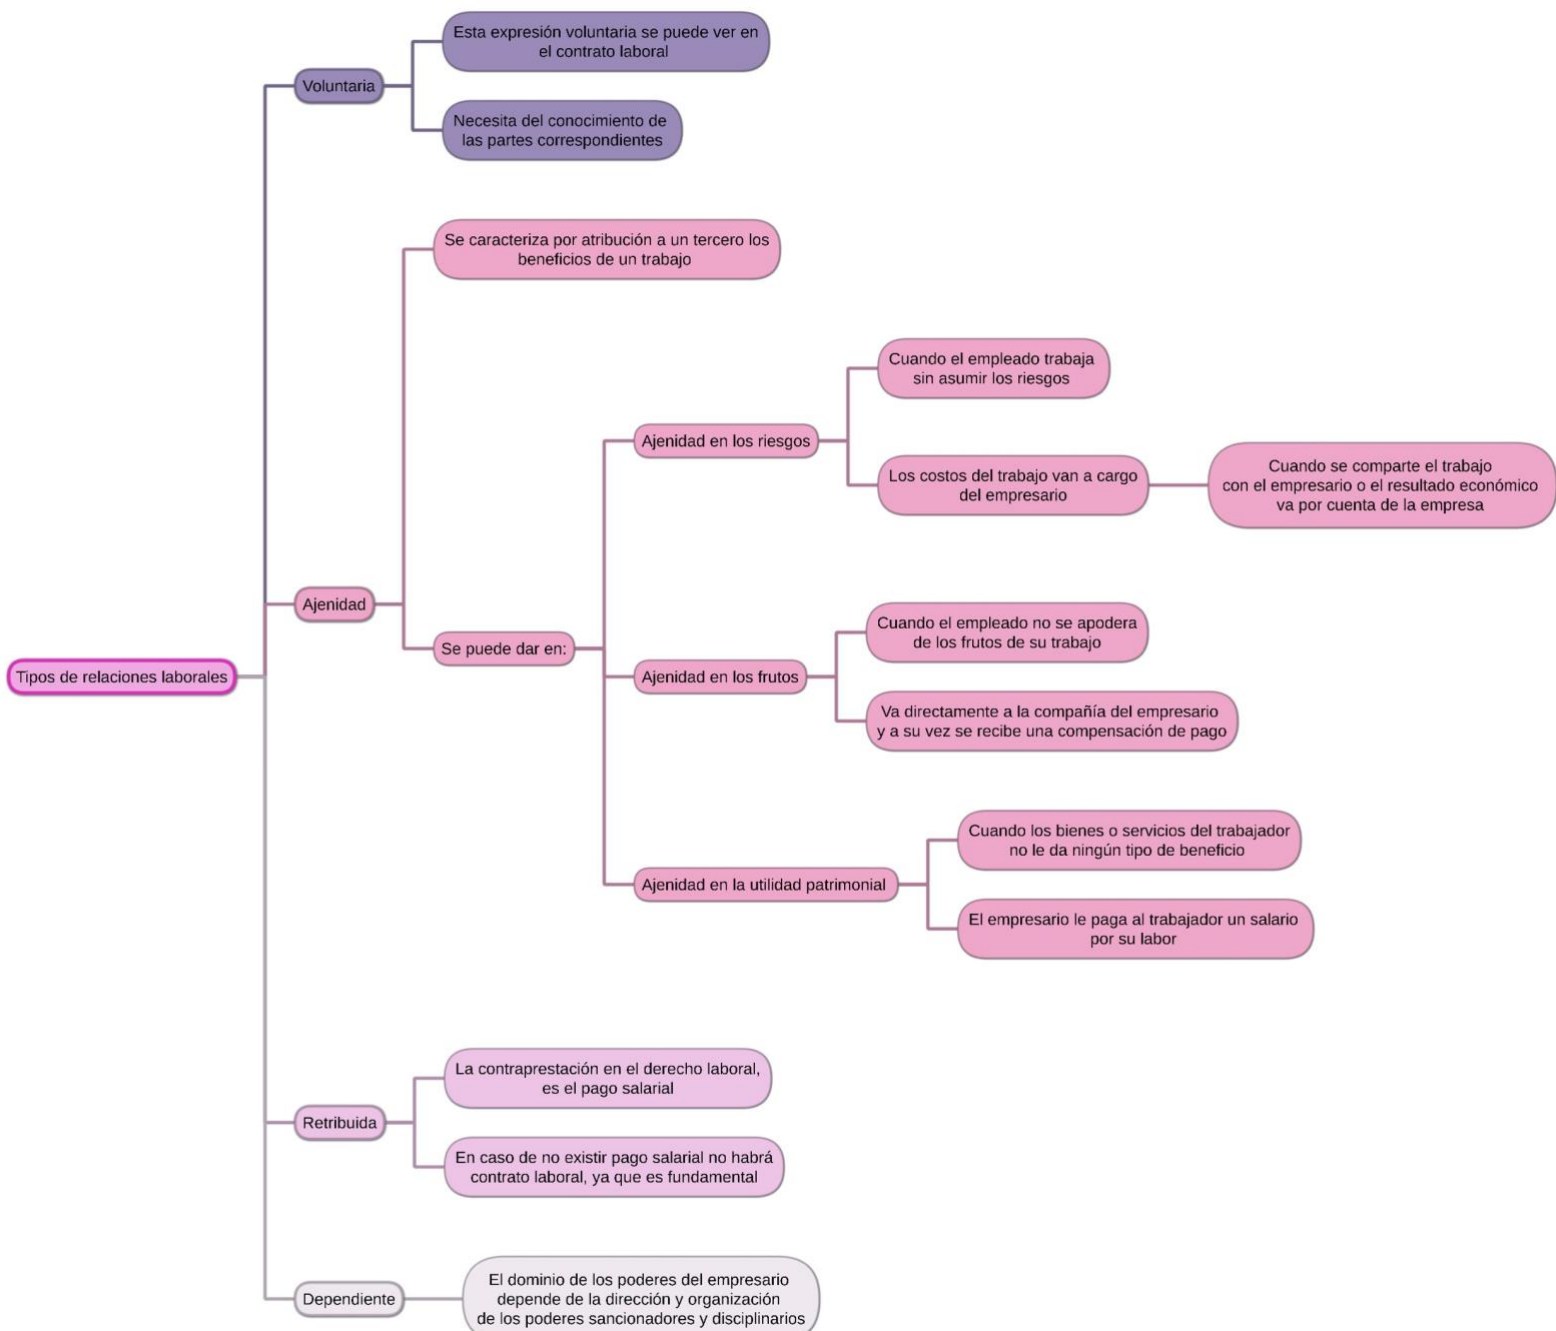 Tipos de relaciones laborales
Voluntaria
Esta expresión voluntaria se puede ver en
el contrato laboral
Necesita del conocimiento de
las partes correspondientes
Ajenidad
Se caracteriza por atribución a un tercero los
beneficios de un trabajo
Se puede dar en:
Ajenidad en los riesgos
Cuando el empleado trabaja
sin asumir los riesgos
Los costos del trabajo van a cargo
del empresario
Cuando se comparte el trabajo
con el empresario o el resultado económico
va por cuenta de la empresa
Ajenidad en los frutos
Cuando el empleado no se apodera
de los frutos de su trabajo
Va directamente a la compañía del empresario
y a su vez se recibe una compensación de pago
Ajenidad en la utilidad patrimonial
Cuando los bienes o servicios del trabajador
no le da ningún tipo de beneficio
El empresario le paga al trabajador un salario
por su labor
Retribuida
La contraprestación en el derecho laboral,
es el pago salarial
En caso de no existir pago salarial no habrá
contrato laboral, ya que es fundamental
Dependiente
El dominio de los poderes del empresario
depende de la dirección y organización
de los poderes sancionadores y disciplinarios